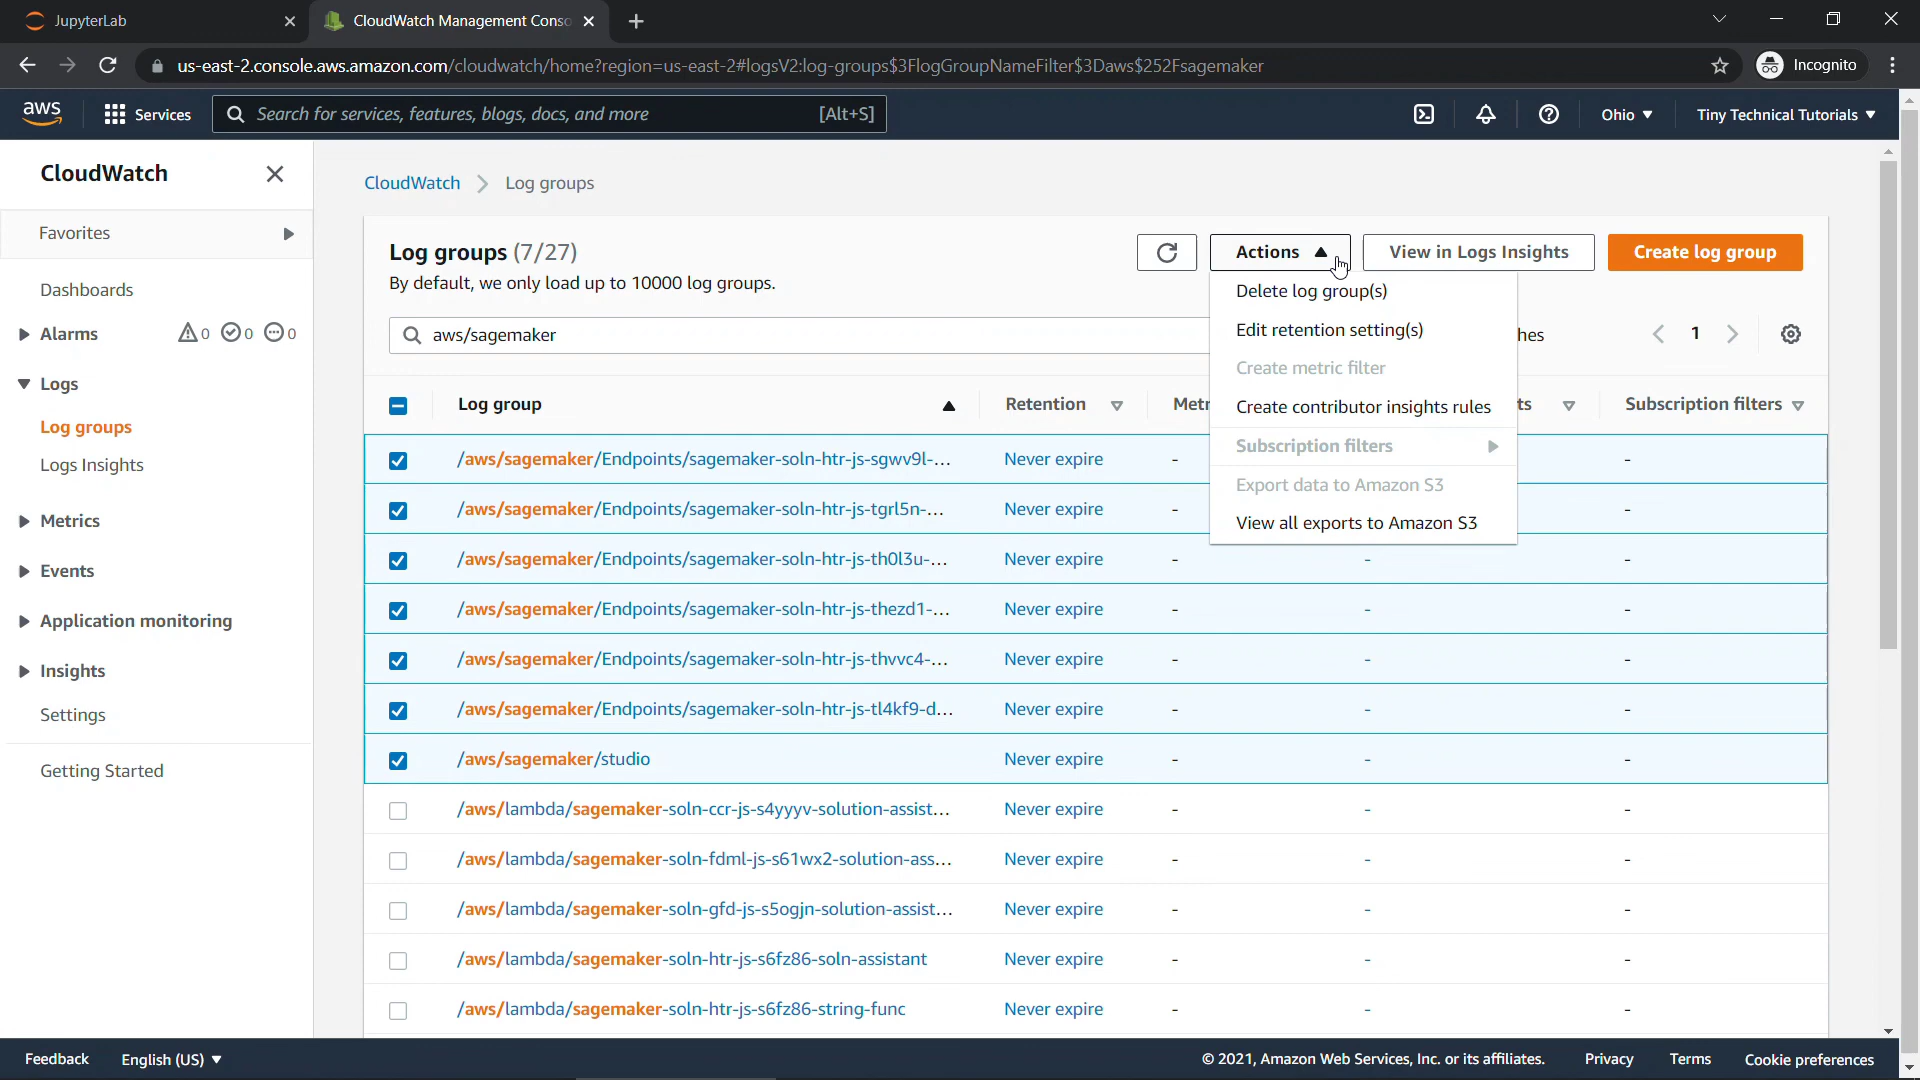 JupyterLab
CloudWatch Management Conso
us-east-2.console.aws.amazon.com/cloudwatch/home?region=us-east-2#logsV2:log-groups$3FlogGroupNameFilter$3Daws$252Fsagemaker
Incognito
aws
Services
Search for services, features, blogs, docs, and more
[Alt+S]
Ohio
Tiny Technical Tutorials
CloudWatch
Favorites
Dashboards
Alarms 0 0 0
Logs
Log groups
Logs Insights
Metrics
Events
Application monitoring
Insights
Settings
Getting Started
CloudWatch > Log groups
Log groups (7/27)
By default, we only load up to 10000 log groups.
Actions
View in Logs Insights
Create log group
aws/sagemaker
hes
1
Delete log group(s)
Edit retention setting(s)
Create metric filter
Create contributor insights rules
Subscription filters
Export data to Amazon S3
View all exports to Amazon S3
Log group Retention Metr ts Subscription filters
/aws/sagemaker/Endpoints/sagemaker-soln-htr-js-sgwv9l-... Never expire - -
/aws/sagemaker/Endpoints/sagemaker-soln-htr-js-tgrl5n-... Never expire - -
/aws/sagemaker/Endpoints/sagemaker-soln-htr-js-th0l3u-... Never expire - - -
/aws/sagemaker/Endpoints/sagemaker-soln-htr-js-thezd1-... Never expire - - -
/aws/sagemaker/Endpoints/sagemaker-soln-htr-js-thvvc4-... Never expire - - -
/aws/sagemaker/Endpoints/sagemaker-soln-htr-js-tl4kf9-d... Never expire - - -
/aws/sagemaker/studio Never expire - - -
/aws/lambda/sagemaker-soln-ccr-js-s4yyyv-solution-assist... Never expire - - -
/aws/lambda/sagemaker-soln-fdml-js-s61wx2-solution-ass... Never expire - - -
/aws/lambda/sagemaker-soln-gfd-js-s5ogjn-solution-assist... Never expire - - -
/aws/lambda/sagemaker-soln-htr-js-s6fz86-soln-assistant Never expire - - -
/aws/lambda/sagemaker-soln-htr-js-s6fz86-string-func Never expire - - -
Feedback
English (US)
© 2021, Amazon Web Services, Inc. or its affiliates.
Privacy
Terms
Cookie preferences